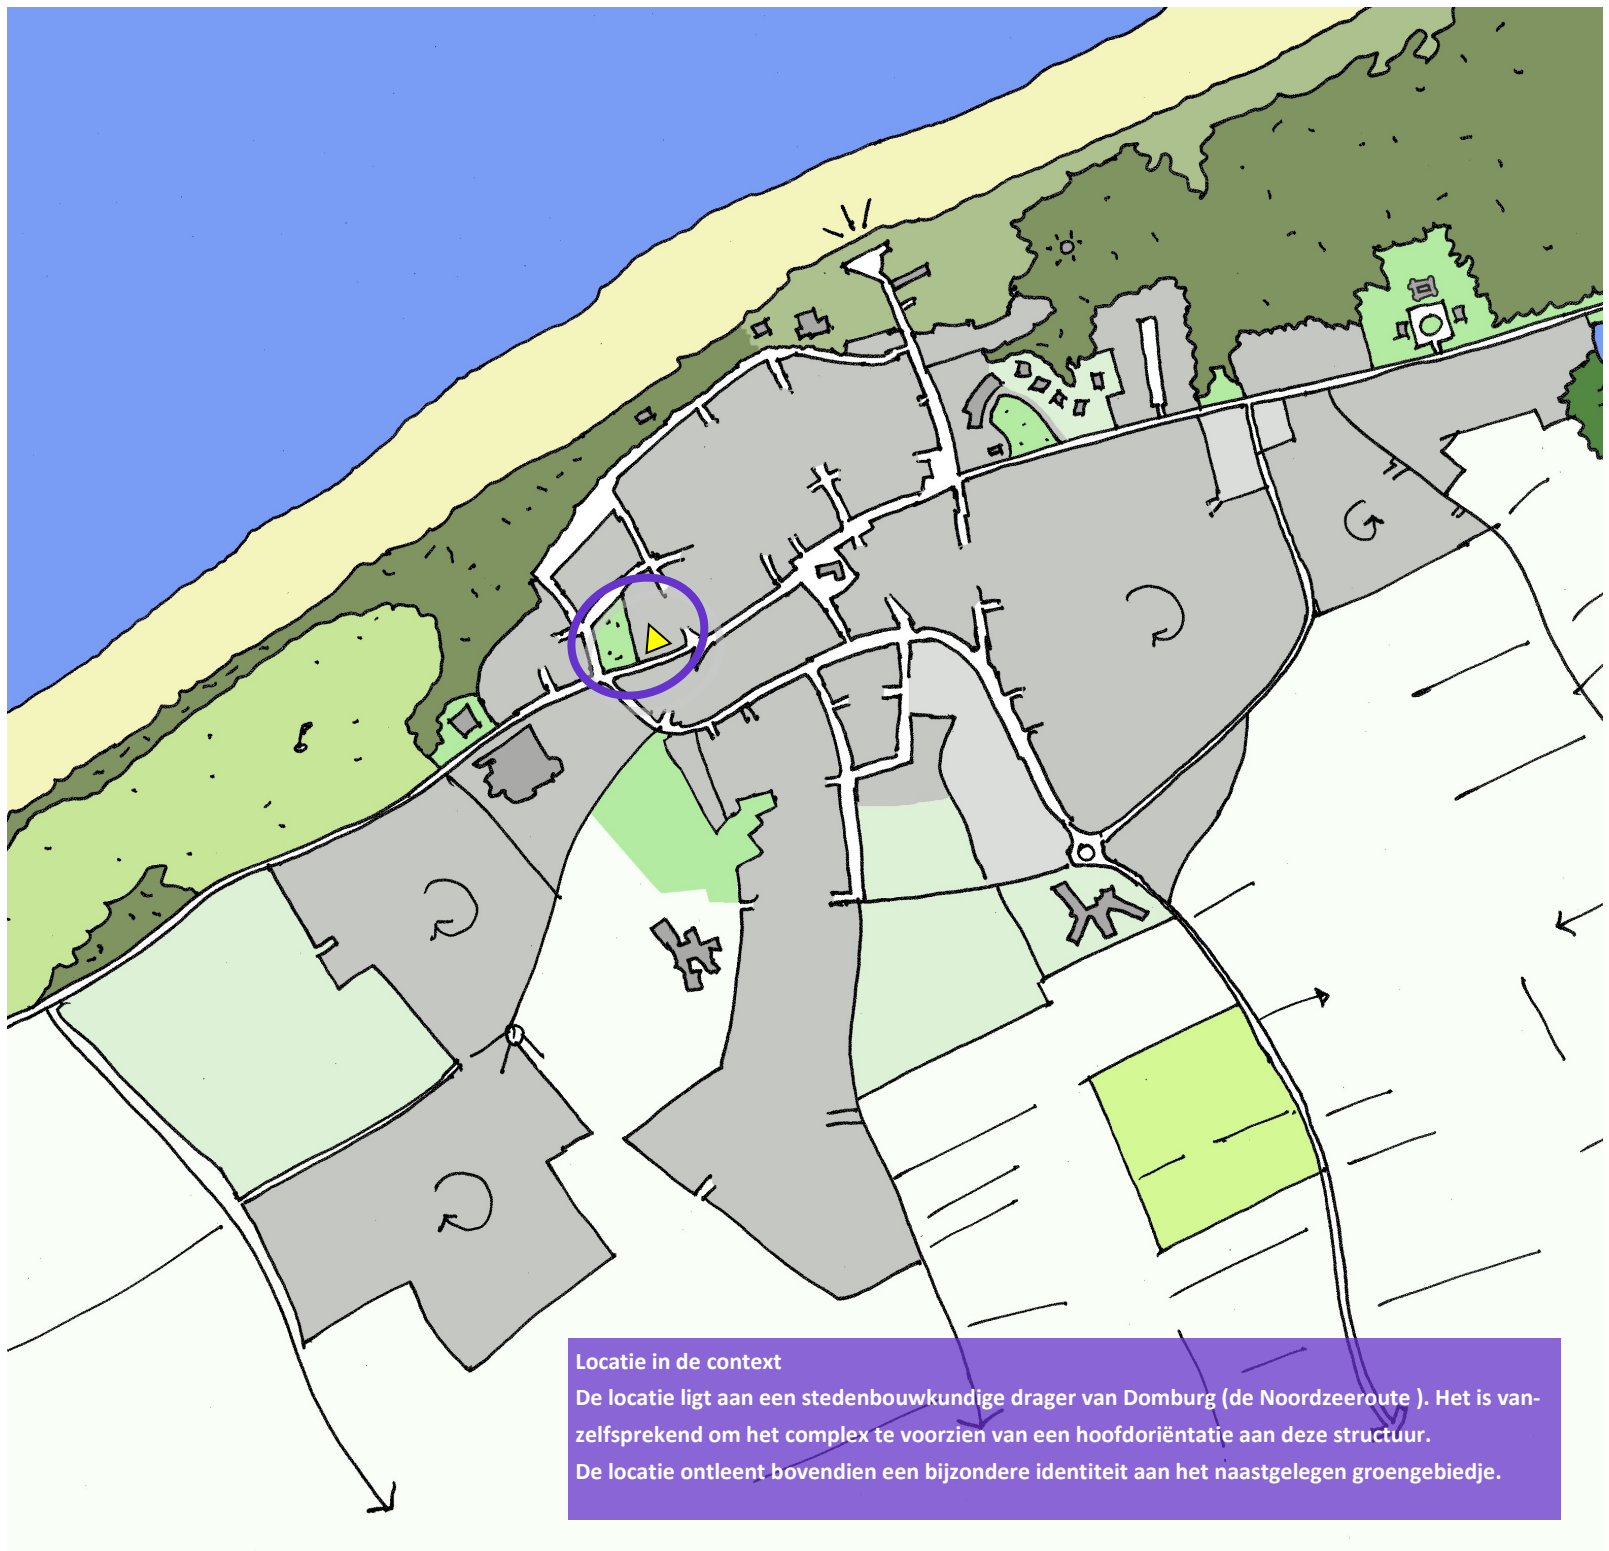 Locatie in de context
De locatie ligt aan een stedenbouwkundige drager van Domburg (de Noordzeeroute ). Het is van-
zelfsprekend om het complex te voorzien van een hoofdoriëntatie aan deze structuur.
De locatie ontleent bovendien een bijzondere identiteit aan het naastgelegen groengebiedje.